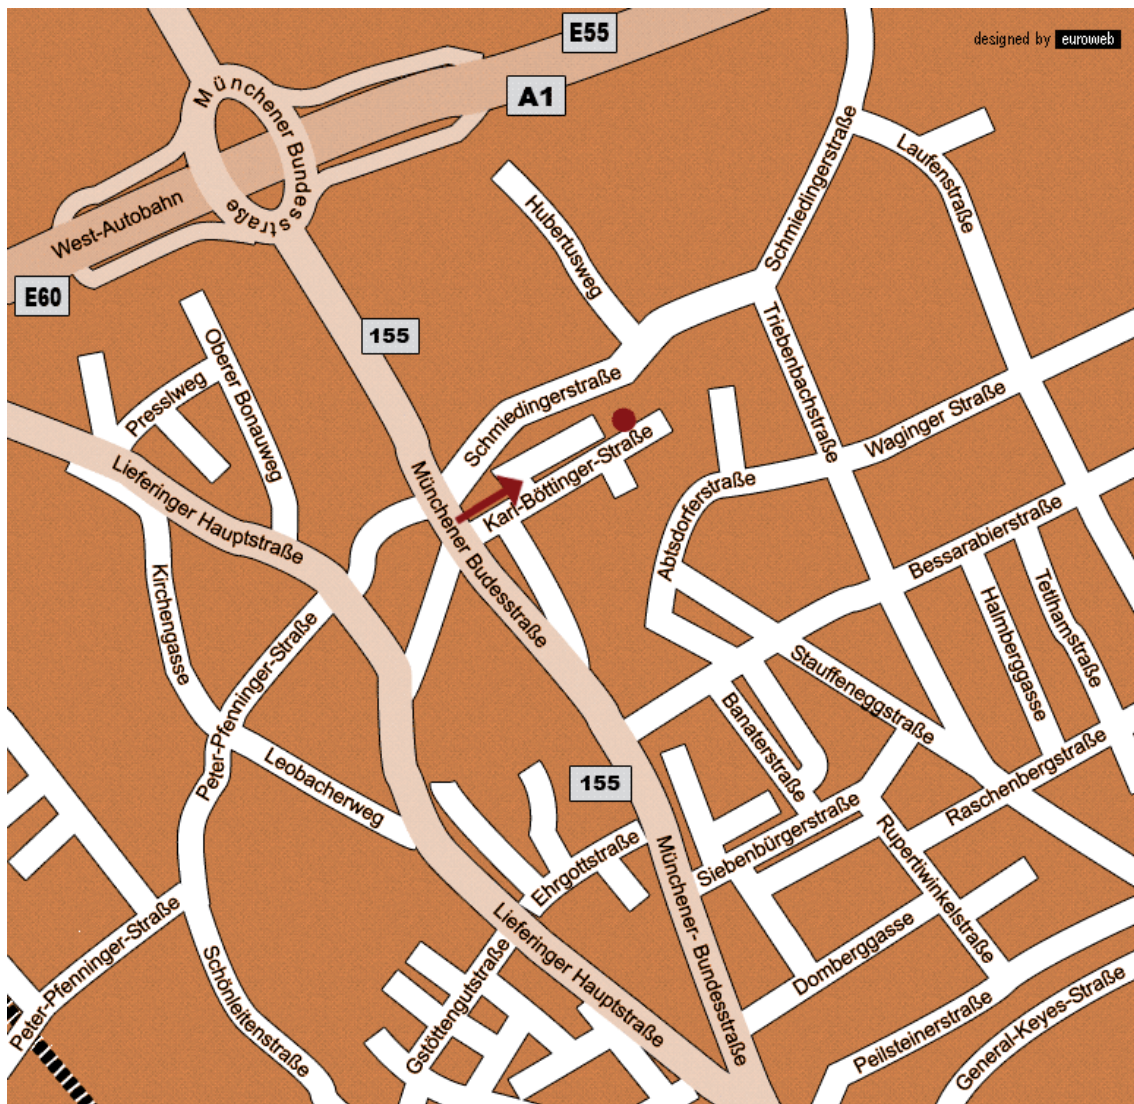 E55
designed by euroweb
A1
Münchener Bundesstraße
West-Autobahn
E60
155
Schmiedingerstraße
Laufenstraße
Hubertusweg
Oberer Bonauweg
Presslweg
Triebenbachstraße
Schmiedingerstraße
Waginger Straße
Karl-Böttinger-Straße
Lieferinger Hauptstraße
Münchener Budesstraße
Abtsdorferstraße
Bessarabierstraße
Kirchengasse
Halmberggasse
Tetlhamstraße
Peter-Pfenninger-Straße
Stauffeneggstraße
Banaterstraße
Leobacherweg
155
Raschenbergstraße
Siebenbürgerstraße
Ehrgottstraße
Rupertiwinkelstraße
Münchener- Bundesstraße
Lieferinger Hauptstraße
Domberggasse
Peter-Pfenninger-Straße
Schönleitenstraße
Gstöttengutstraße
Peilsteinerstraße
General-Keyes-Straße